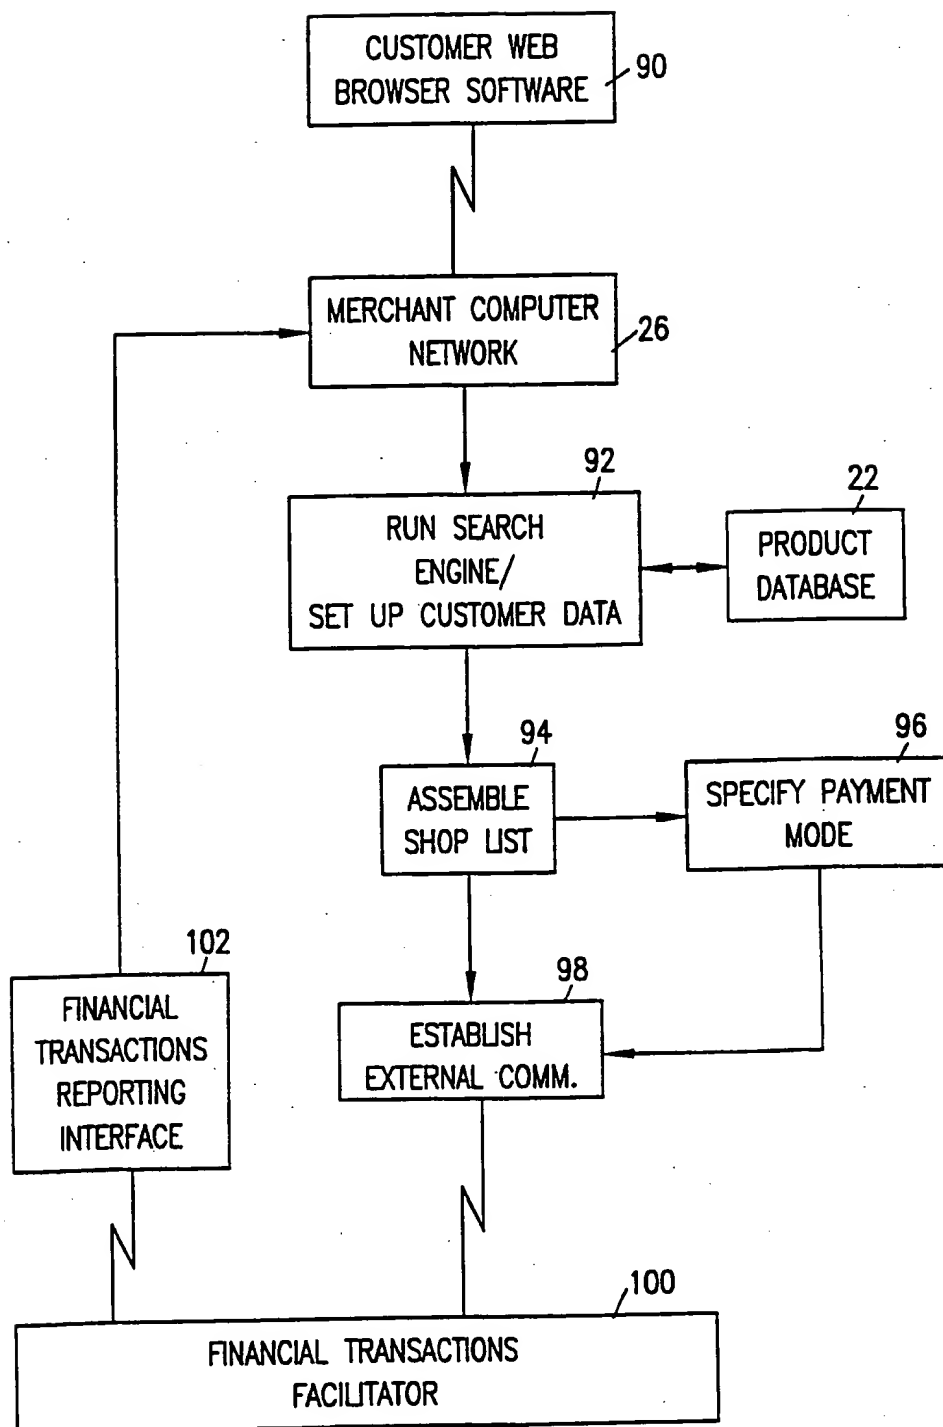 CUSTOMER WEB
BROWSER SOFTWARE
90
MERCHANT COMPUTER
NETWORK
26
92
RUN SEARCH
ENGINE/
SET UP CUSTOMER DATA
22
PRODUCT
DATABASE
94
ASSEMBLE
SHOP LIST
96
SPECIFY PAYMENT
MODE
102
FINANCIAL
TRANSACTIONS
REPORTING
INTERFACE
98
ESTABLISH
EXTERNAL COMM.
100
FINANCIAL TRANSACTIONS
FACILITATOR